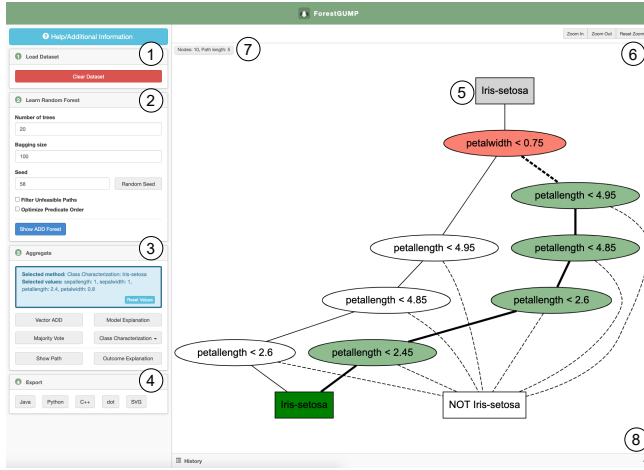 ForestGUMP
Help/Additional Information
1
1 Load Dataset
Clear Dataset
2
2 Learn Random Forest
Number of trees
20
Bagging size
100
Seed
58
Random Seed
Filter Unfeasible Paths
Optimize Predicate Order
Show ADD Forest
3
3 Aggregate
Selected method: Class Characterization: Iris-setosa
Selected values: sepallength: 1, sepalwidth: 1,
petallength: 2.4, petalwidth: 0.8
Reset Values
Vector ADD
Model Explanation
Majority Vote
Class Characterization
Show Path
Outcome Explanation
4
4 Export
Java
Python
C++
dot
SVG
Nodes: 10, Path length: 5
7
Zoom In
Zoom Out
Reset Zoom
6
5
Iris-setosa
petalwidth < 0.75
petallength < 4.95
petallength < 4.95
petallength < 4.85
petallength < 4.85
petallength < 2.6
petallength < 2.6
petallength < 2.45
Iris-setosa
NOT Iris-setosa
8
History